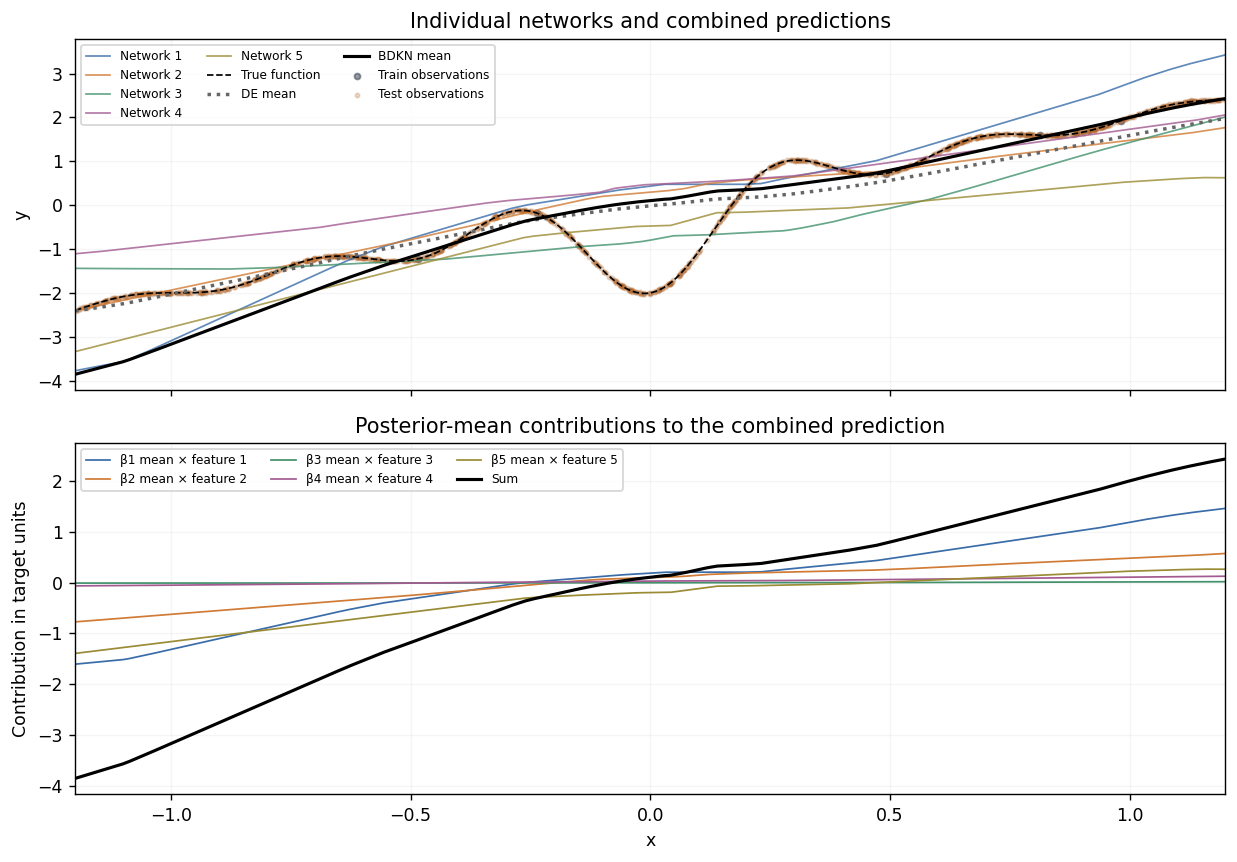 Individual networks and combined predictions
Network 1
Network 2
Network 3
Network 4
Network 5
True function
DE mean
BDKN mean
Train observations
Test observations
y
3
2
1
0
−1
−2
−3
−4
Posterior-mean contributions to the combined prediction
β1 mean × feature 1
β2 mean × feature 2
β3 mean × feature 3
β4 mean × feature 4
β5 mean × feature 5
Sum
Contribution in target units
2
1
0
−1
−2
−3
−4
−1.0
−0.5
0.0
0.5
1.0
x